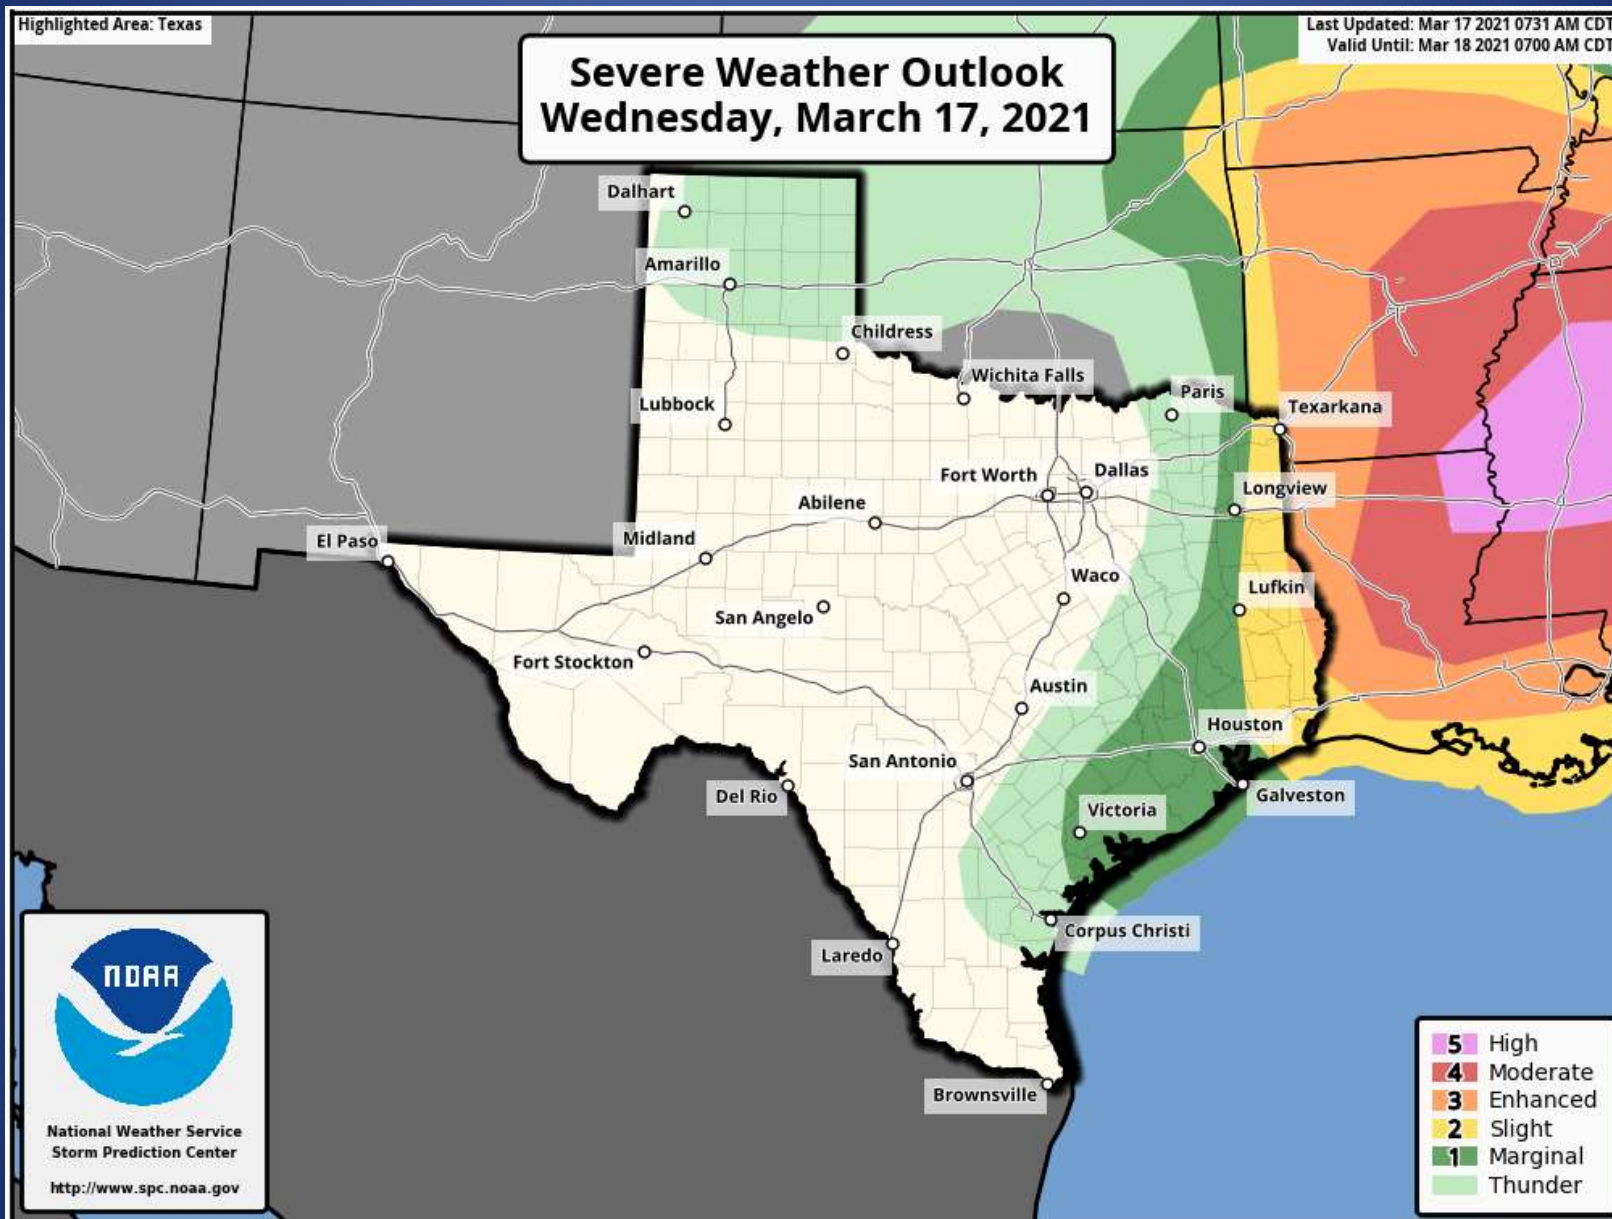 Highlighted Area: Texas
Last Updated: Mar 17 2021 0731 AM CDT
Valid Until: Mar 18 2021 0700 AM CDT
Severe Weather Outlook
Wednesday, March 17, 2021
Dalhart
Amarillo
Childress
Wichita Falls
Paris
Lubbock
Texarkana
Fort Worth
Dallas
Longview
Abilene
El Paso
Midland
Waco
Lufkin
San Angelo
Fort Stockton
Austin
Houston
San Antonio
Del Rio
Galveston
Victoria
Corpus Christi
Laredo
Brownsville
NOAA
National Weather Service
Storm Prediction Center
http://www.spc.noaa.gov
5 High
4 Moderate
3 Enhanced
2 Slight
1 Marginal
Thunder